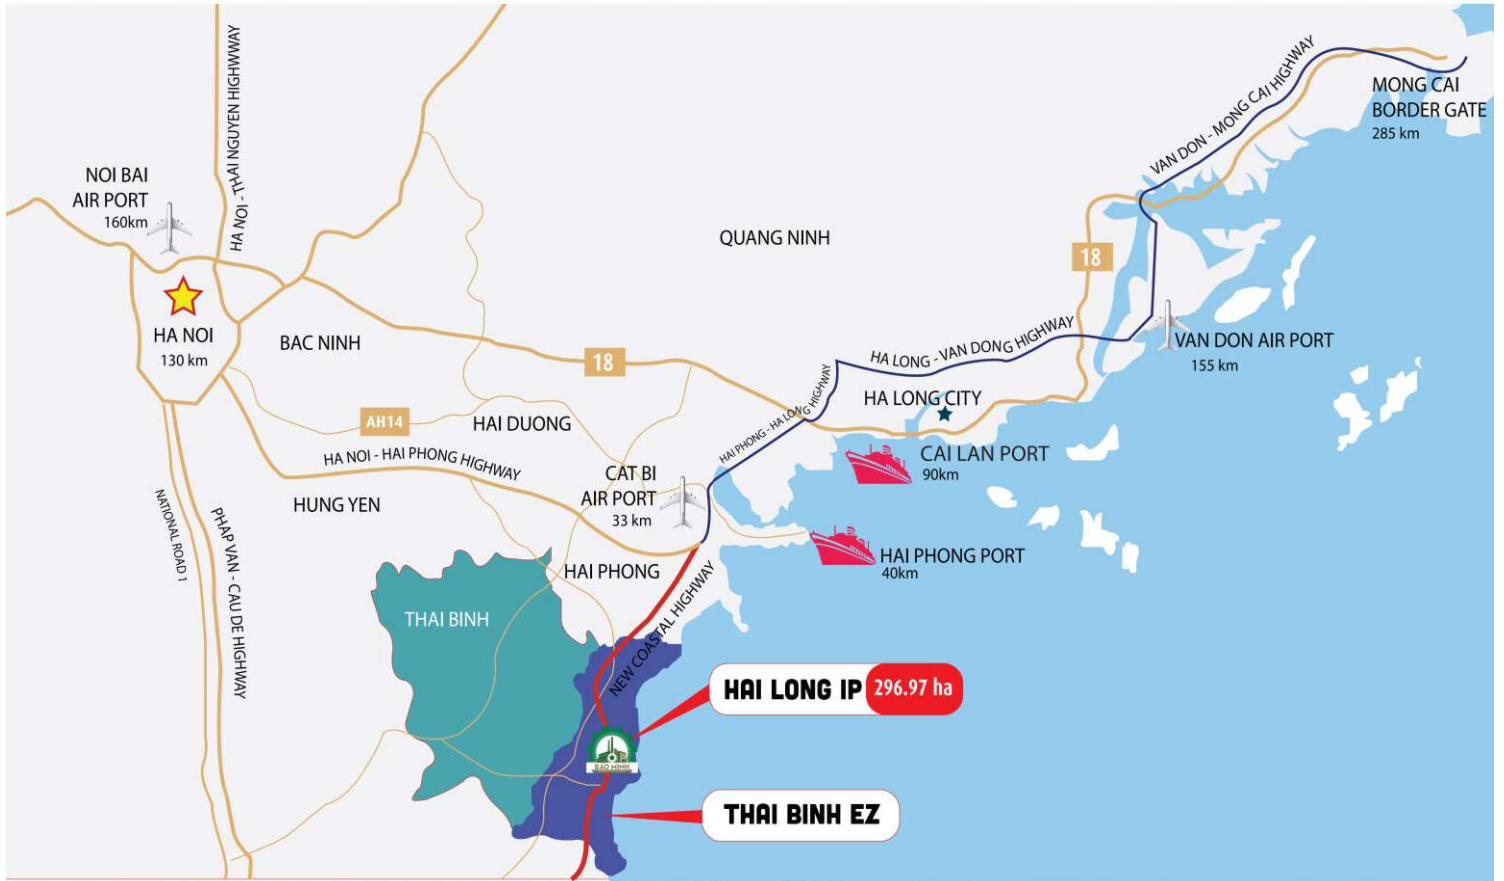 HA NOI - THAI NGUYEN HIGHWWAY
NOI BAI
AIR PORT
160km
HA NOI
130 km
BAC NINH
QUANG NINH
VAN DON - MONG CAI HIGHWAY
MONG CAI
BORDER GATE
285 km
18
VAN DON AIR PORT
155 km
HA LONG - VAN DONG HIGHWAY
HA LONG CITY
18
HAI PHONG - HA LONG HIGHWAY
AH14
HAI DUONG
HA NOI - HAI PHONG HIGHWAY
CAI LAN PORT
90km
CAT BI
AIR PORT
33 km
HUNG YEN
NATIONAL ROAD 1
PHAP VAN - CAU DE HIGHWAY
HAI PHONG PORT
40km
HAI PHONG
THAI BINH
NEW COASTAL HIGHWAY
HAI LONG IP 296.97 ha
BAO MINH
THAI BINH EZ